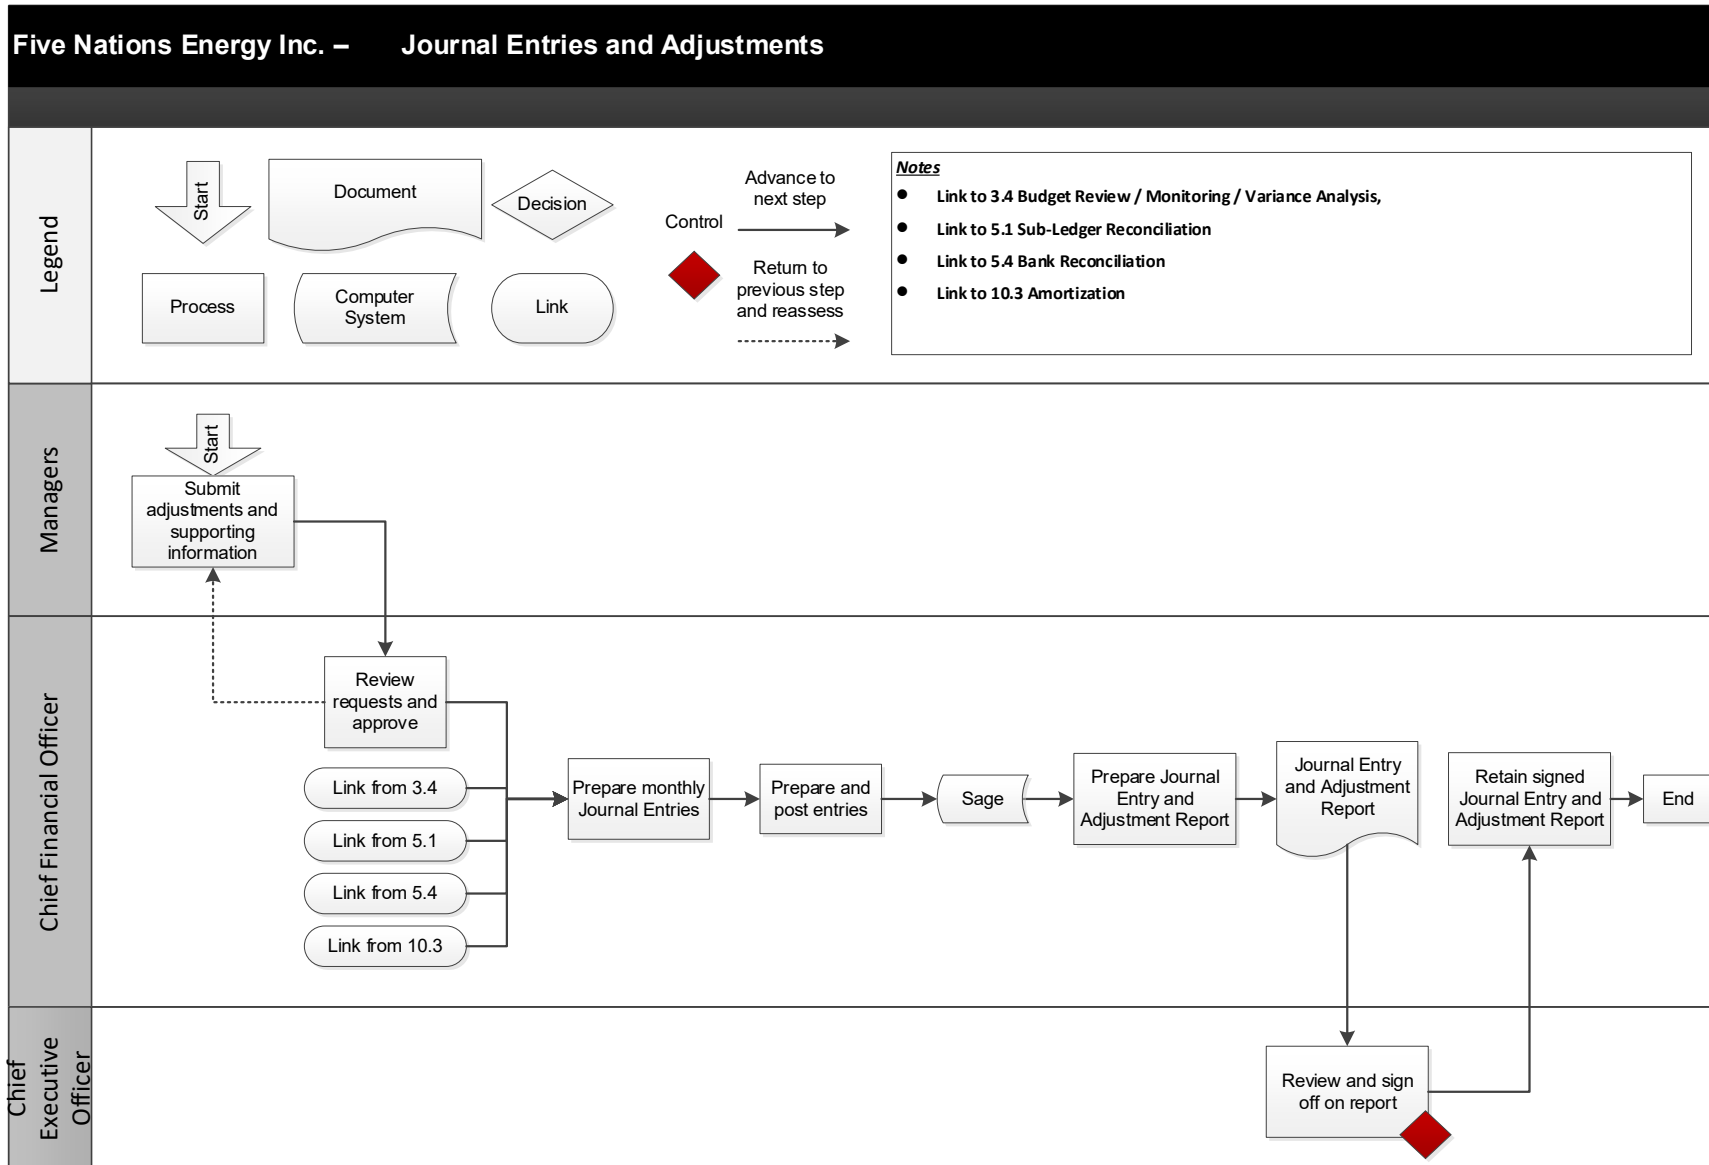 Five Nations Energy Inc. – Journal Entries and Adjustments
Legend
Start
Document
Decision
Process
Computer
System
Link
Control
Advance to
next step
Return to
previous step
and reassess
Notes
● Link to 3.4 Budget Review / Monitoring / Variance Analysis,
● Link to 5.1 Sub-Ledger Reconciliation
● Link to 5.4 Bank Reconciliation
● Link to 10.3 Amortization
Managers
Start
Submit
adjustments and
supporting
information
Chief Financial Officer
Review
requests and
approve
Link from 3.4
Link from 5.1
Link from 5.4
Link from 10.3
Prepare monthly
Journal Entries
Prepare and
post entries
Sage
Prepare Journal
Entry and
Adjustment Report
Journal Entry
and Adjustment
Report
Retain signed
Journal Entry and
Adjustment Report
End
Chief
Executive
Officer
Review and sign
off on report